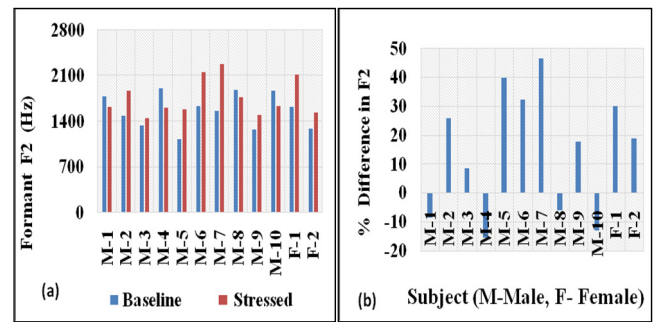 2800
2100
1400
700
0
Formant F2 (Hz)
M-1
M-2
M-3
M-4
M-5
M-6
M-7
M-8
M-9
M-10
F-1
F-2
(a)
Baseline
Stressed
50
40
30
20
10
0
-10
-20
% Difference in F2
M-1
M-2
M-3
M-4
M-5
M-6
M-7
M-8
M-9
M-10
F-1
F-2
(b)
Subject (M-Male, F- Female)